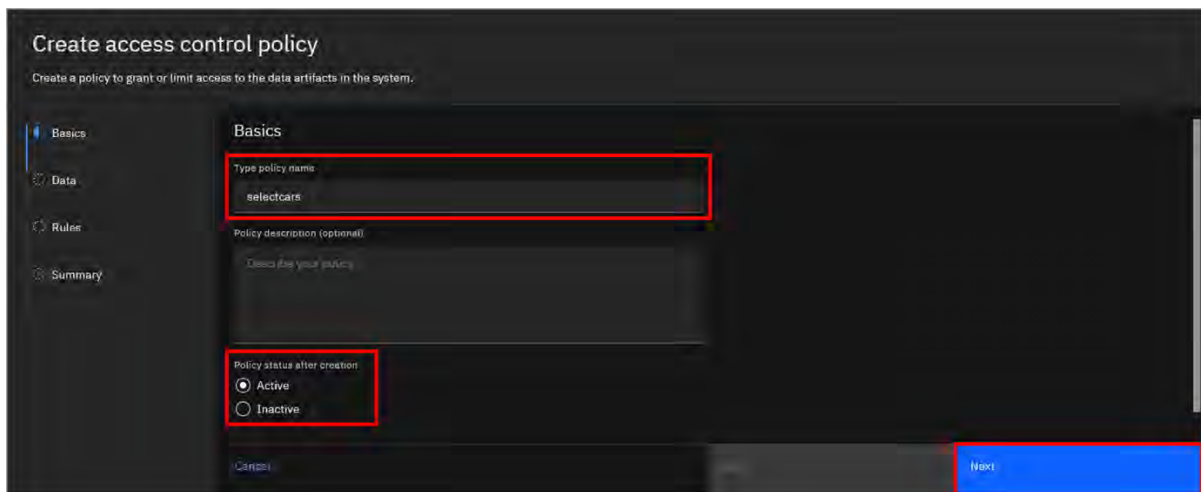 Create access control policy
Create a policy to grant or limit access to the data artifacts in the system.
Basics
Data
Rules
Summary
Basics
Type policy name
selectcars
Policy description (optional)
Describe your policy
Policy status after creation
Active
Inactive
Cancel
Next